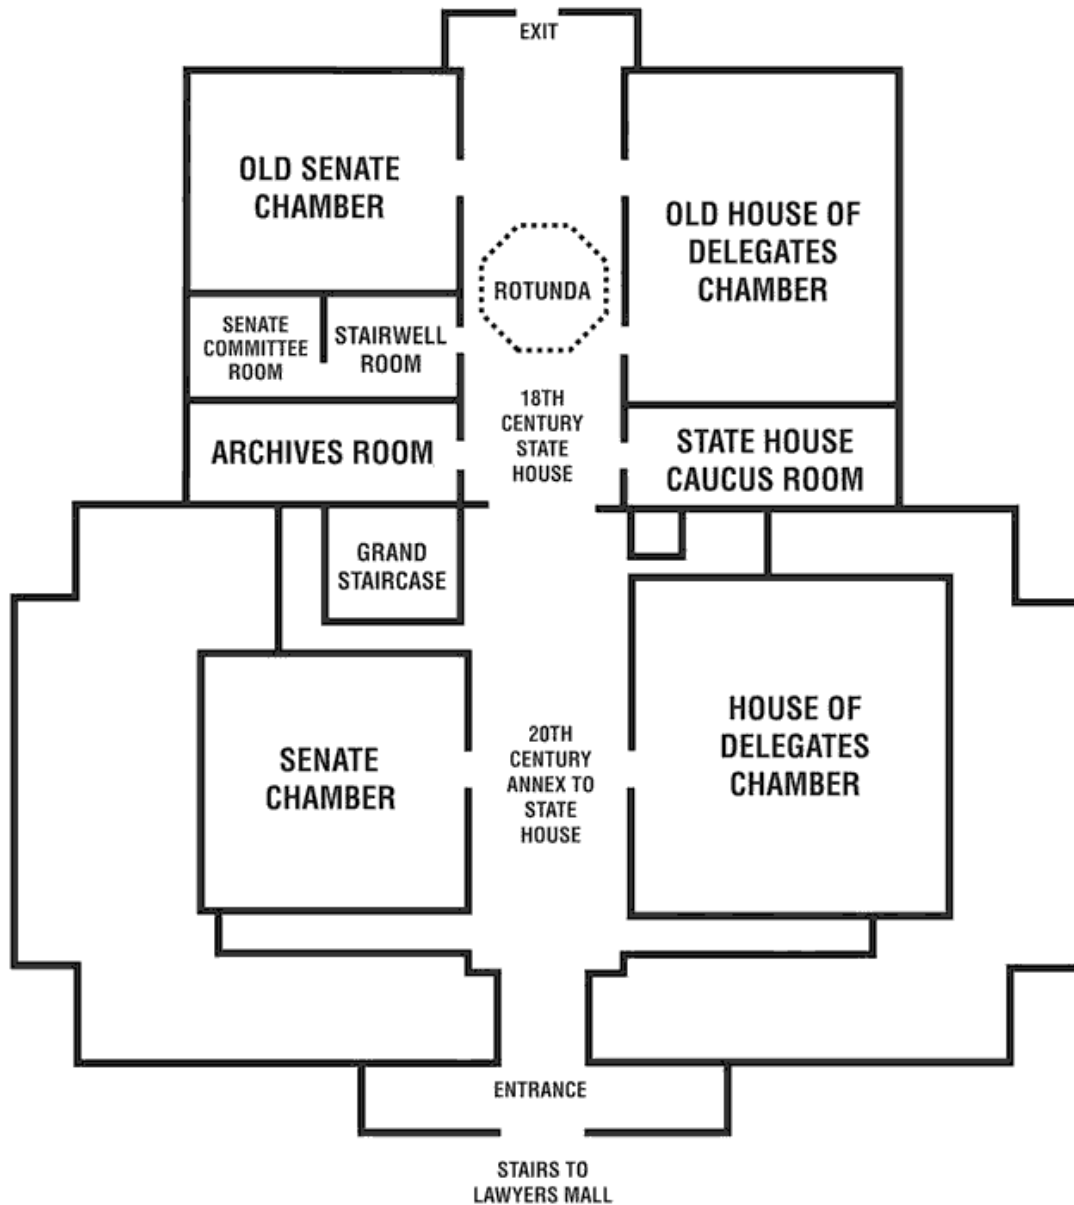 EXIT
OLD SENATE
CHAMBER
OLD HOUSE OF
DELEGATES
CHAMBER
ROTUNDA
SENATE
COMMITTEE
ROOM
STAIRWELL
ROOM
18TH
CENTURY
STATE
HOUSE
ARCHIVES ROOM
STATE HOUSE
CAUCUS ROOM
GRAND
STAIRCASE
SENATE
CHAMBER
20TH
CENTURY
ANNEX TO
STATE
HOUSE
HOUSE OF
DELEGATES
CHAMBER
ENTRANCE
STAIRS TO
LAWYERS MALL